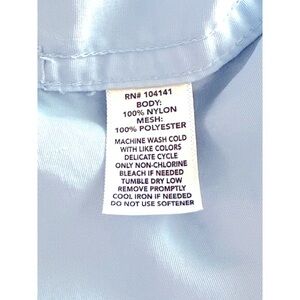 RN# 104141
BODY:
100% NYLON
MESH:
100% POLYESTER
MACHINE WASH COLD
WITH LIKE COLORS
DELICATE CYCLE
ONLY NON-CHLORINE
BLEACH IF NEEDED
TUMBLE DRY LOW
REMOVE PROMPTLY
COOL IRON IF NEEDED
DO NOT USE SOFTENER